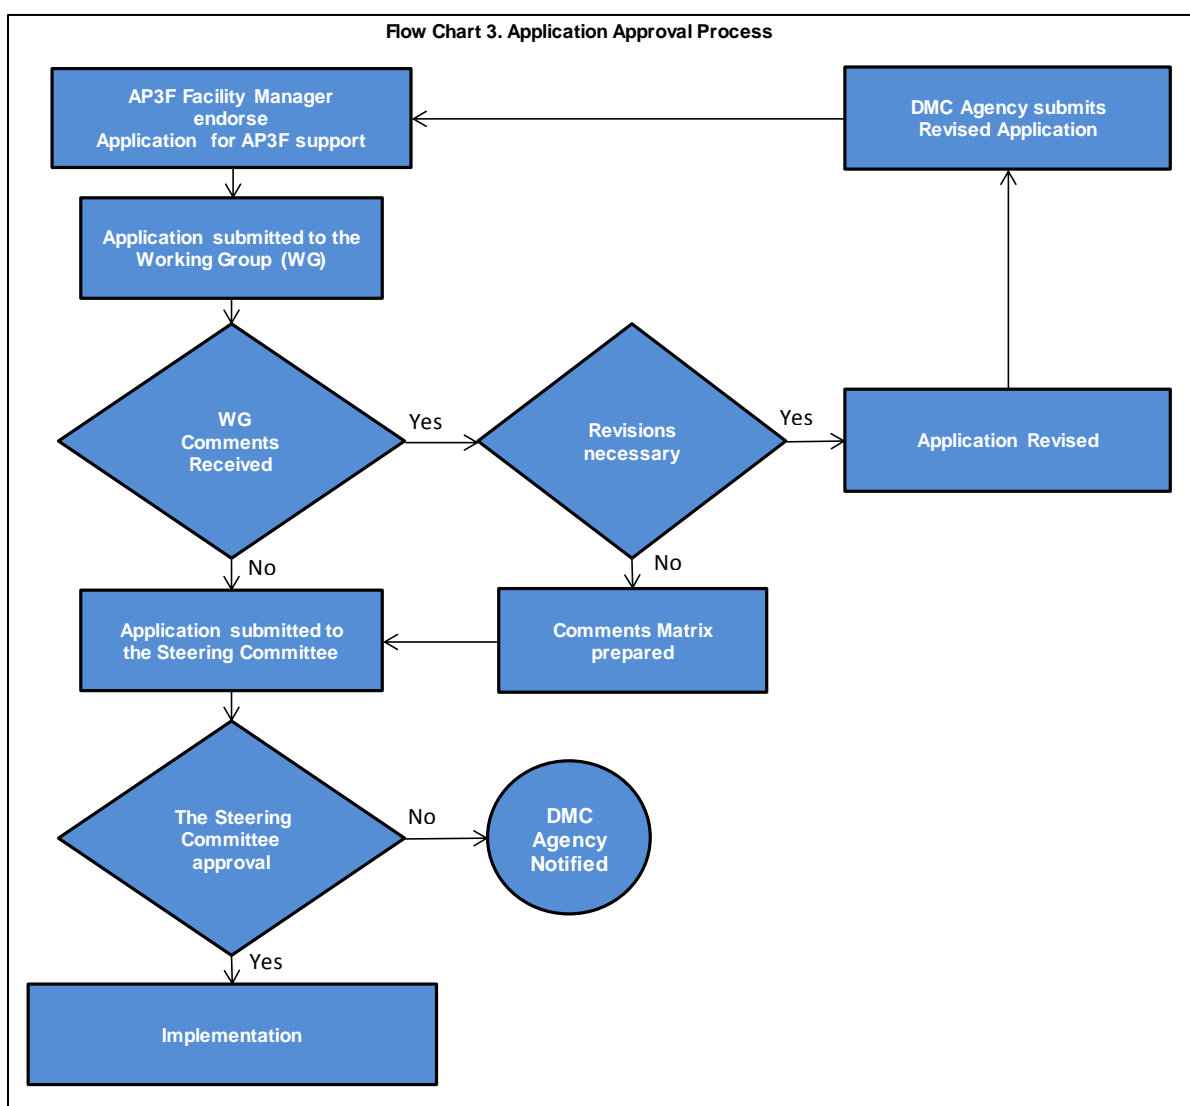 Flow Chart 3. Application Approval Process
AP3F Facility Manager
endorse
Application for AP3F support
DMC Agency submits
Revised Application
Application submitted to the
Working Group (WG)
WG
Comments
Received
Yes
Revisions
necessary
Yes
Application Revised
No
No
Application submitted to
the Steering Committee
Comments Matrix
prepared
The Steering
Committee
approval
No
DMC
Agency
Notified
Yes
Implementation